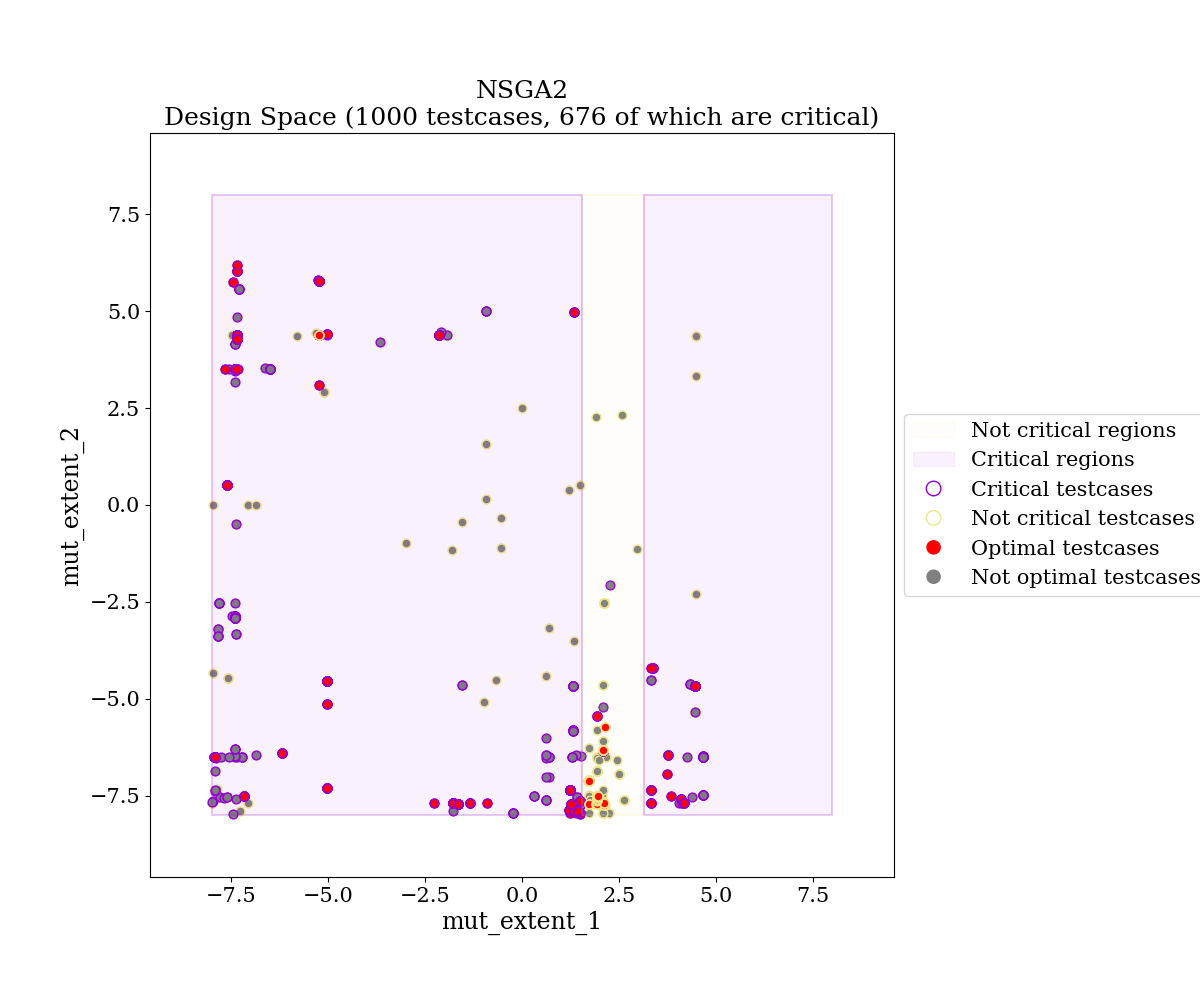 NSGA2
Design Space (1000 testcases, 676 of which are critical)
7.5
5.0
2.5
0.0
−2.5
−5.0
−7.5
mut_extent_2
−7.5
−5.0
−2.5
0.0
2.5
5.0
7.5
mut_extent_1
Not critical regions
Critical regions
Critical testcases
Not critical testcases
Optimal testcases
Not optimal testcases